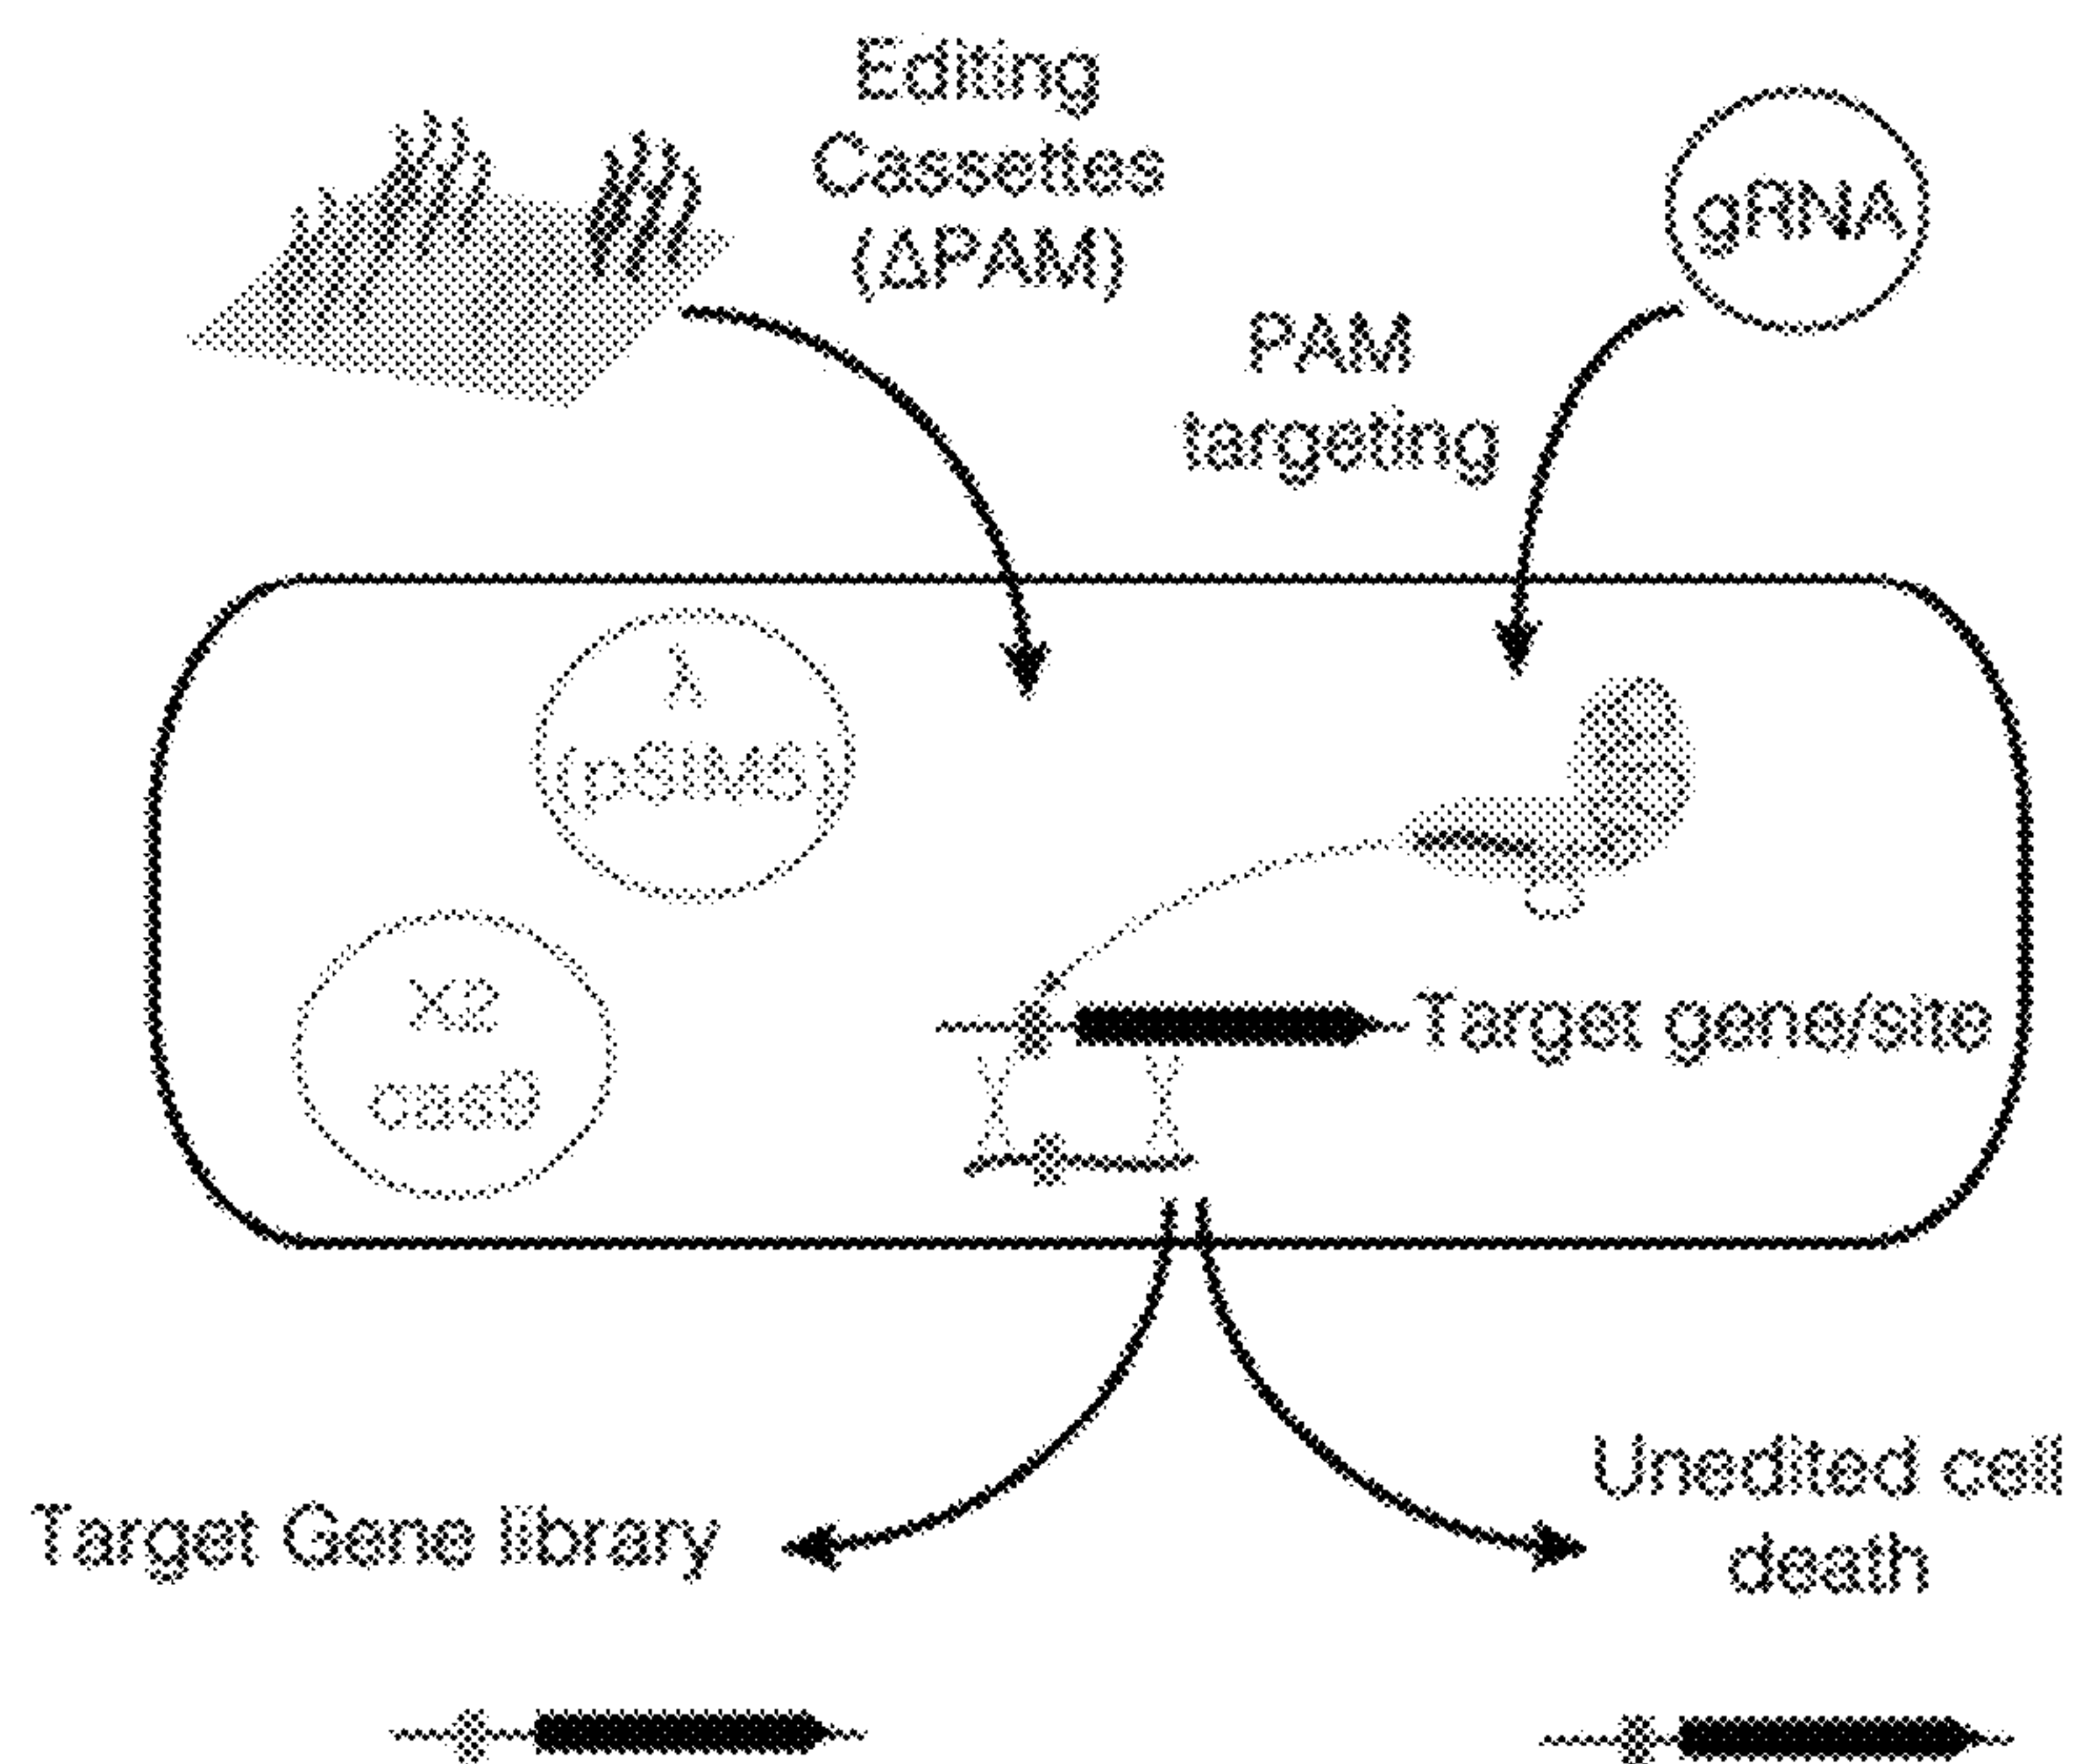 Editing
Cassettes
(ΔPAM)
gRNA
PAM
targeting
λ
(pSIM5)
X2
cas9
Target gene/site
Target Gene library
Unedited cell
death